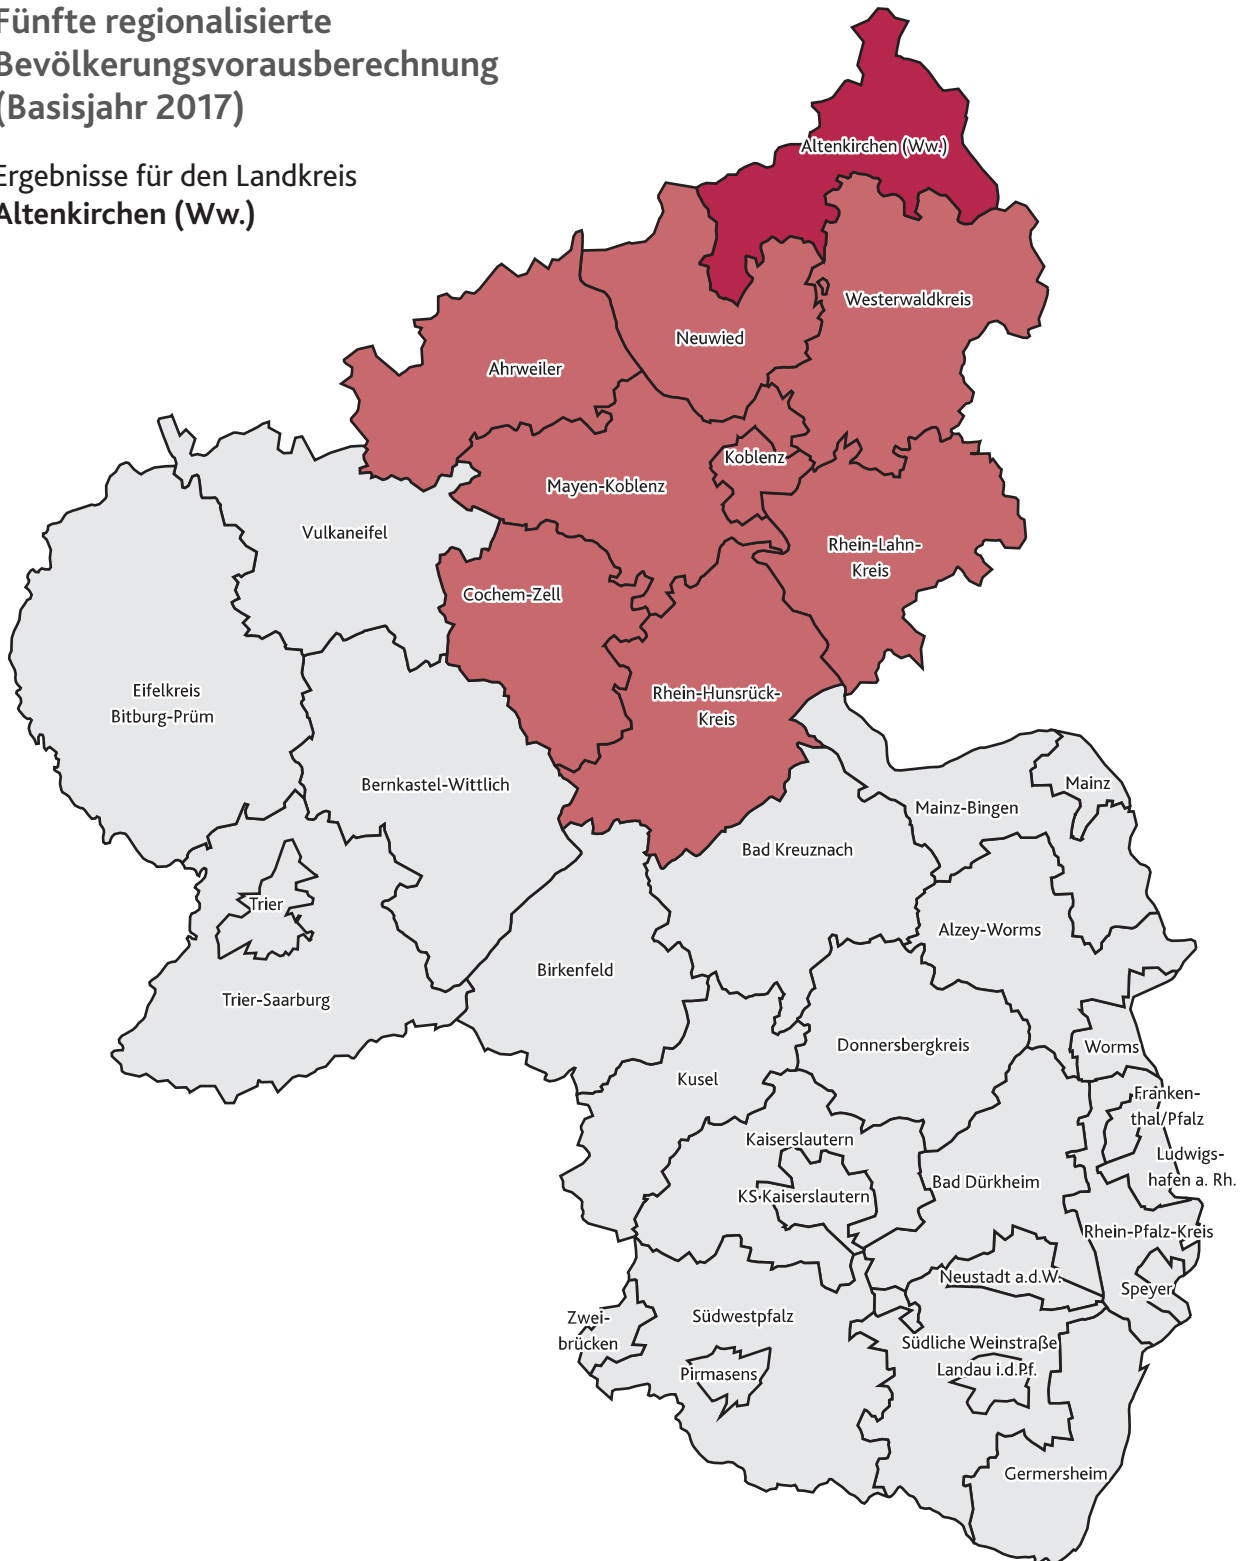 Fünfte regionalisierte
Bevölkerungsvorausberechnung
(Basisjahr 2017)
Ergebnisse für den Landkreis
Altenkirchen (Ww.)
Altenkirchen (Ww.)
Westerwaldkreis
Neuwied
Ahrweiler
Koblenz
Mayen-Koblenz
Vulkaneifel
Rhein-Lahn-
Kreis
Cochem-Zell
Eifelkreis
Bitburg-Prüm
Rhein-Hunsrück-
Kreis
Bernkastel-Wittlich
Mainz
Mainz-Bingen
Bad Kreuznach
Trier
Alzey-Worms
Birkenfeld
Trier-Saarburg
Donnersbergkreis
Worms
Kusel
Franken-
thal/Pfalz
Kaiserslautern
Ludwigs-
hafen a. Rh.
Bad Dürkheim
KS Kaiserslautern
Rhein-Pfalz-Kreis
Neustadt a.d.W.
Speyer
Zwei-
brücken
Südwestpfalz
Südliche Weinstraße
Landau i.d.Pf.
Pirmasens
Germersheim